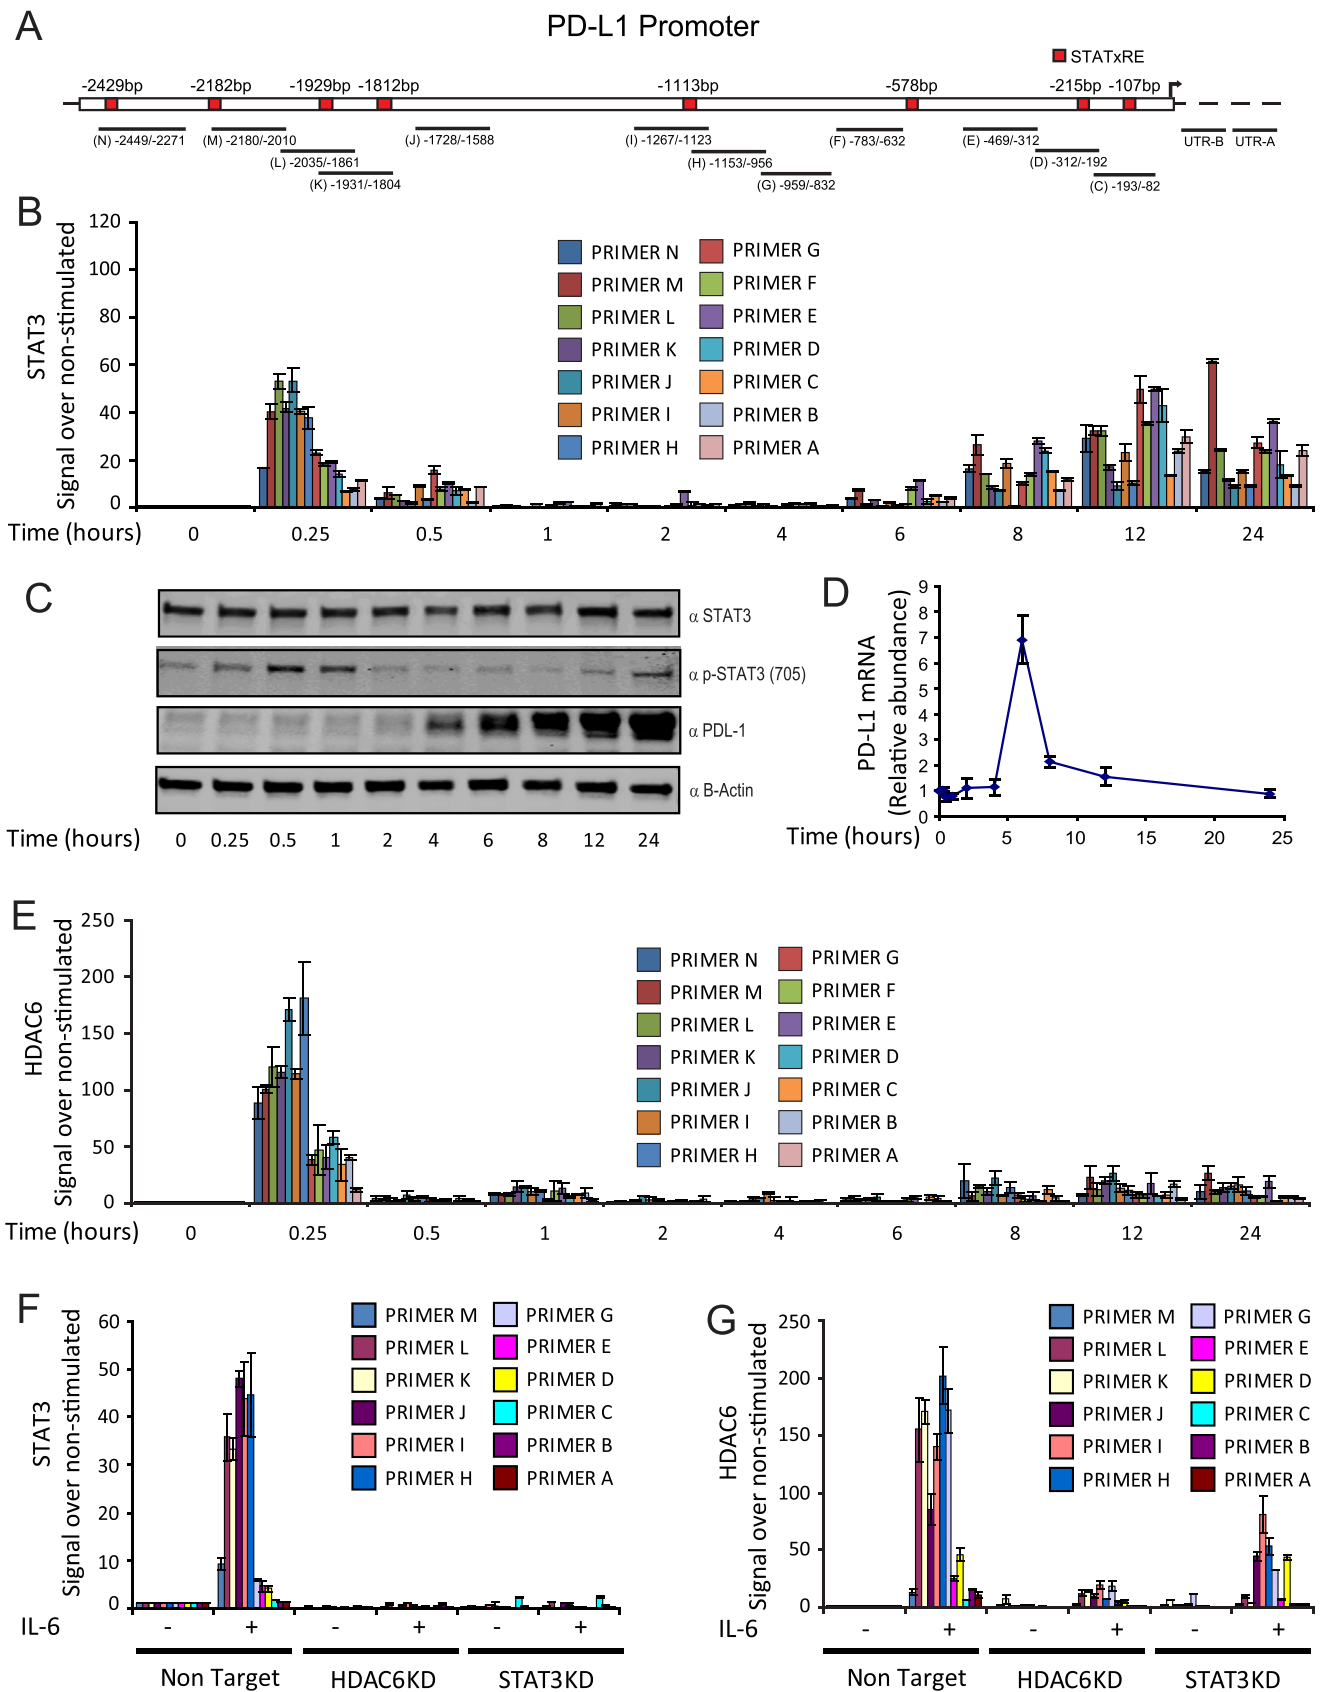 A
PD-L1 Promoter
STATxRE
-2429bp -2182bp -1929bp -1812bp -1113bp -578bp -215bp -107bp
(N) -2449/-2271 (M) -2180/-2010 (J) -1728/-1588 (I) -1267/-1123 (F) -783/-632 (E) -469/-312 UTR-B UTR-A
(L) -2035/-1861 (H) -1153/-956 (D) -312/-192
(K) -1931/-1804 (G) -959/-832 (C) -193/-82
B
STAT3
Signal over non-stimulated
120
100
80
60
40
20
0
PRIMER N PRIMER G
PRIMER M PRIMER F
PRIMER L PRIMER E
PRIMER K PRIMER D
PRIMER J PRIMER C
PRIMER I PRIMER B
PRIMER H PRIMER A
Time (hours) 0 0.25 0.5 1 2 4 6 8 12 24
C
α STAT3
α p-STAT3 (705)
α PDL-1
α B-Actin
Time (hours) 0 0.25 0.5 1 2 4 6 8 12 24
D
PD-L1 mRNA
(Relative abundance)
9
8
7
6
5
4
3
2
1
0
Time (hours) 0 5 10 15 20 25
E
HDAC6
Signal over non-stimulated
250
200
150
100
50
0
PRIMER N PRIMER G
PRIMER M PRIMER F
PRIMER L PRIMER E
PRIMER K PRIMER D
PRIMER J PRIMER C
PRIMER I PRIMER B
PRIMER H PRIMER A
Time (hours) 0 0.25 0.5 1 2 4 6 8 12 24
F
STAT3
Signal over non-stimulated
60
50
40
30
20
10
0
PRIMER M PRIMER G
PRIMER L PRIMER E
PRIMER K PRIMER D
PRIMER J PRIMER C
PRIMER I PRIMER B
PRIMER H PRIMER A
IL-6 - + - + - +
Non Target HDAC6KD STAT3KD
G
HDAC6
Signal over non-stimulated
250
200
150
100
50
0
PRIMER M PRIMER G
PRIMER L PRIMER E
PRIMER K PRIMER D
PRIMER J PRIMER C
PRIMER I PRIMER B
PRIMER H PRIMER A
IL-6 - + - + - +
Non Target HDAC6KD STAT3KD